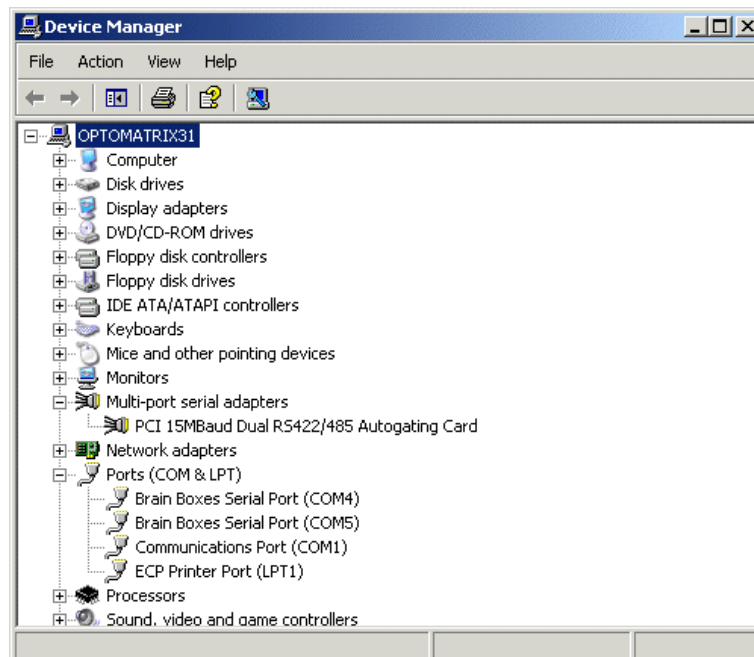 Device Manager
File Action View Help
OPTOMATRIX31
Computer
Disk drives
Display adapters
DVD/CD-ROM drives
Floppy disk controllers
Floppy disk drives
IDE ATA/ATAPI controllers
Keyboards
Mice and other pointing devices
Monitors
Multi-port serial adapters
PCI 15MBaud Dual RS422/485 Autogating Card
Network adapters
Ports (COM & LPT)
Brain Boxes Serial Port (COM4)
Brain Boxes Serial Port (COM5)
Communications Port (COM1)
ECP Printer Port (LPT1)
Processors
Sound, video and game controllers